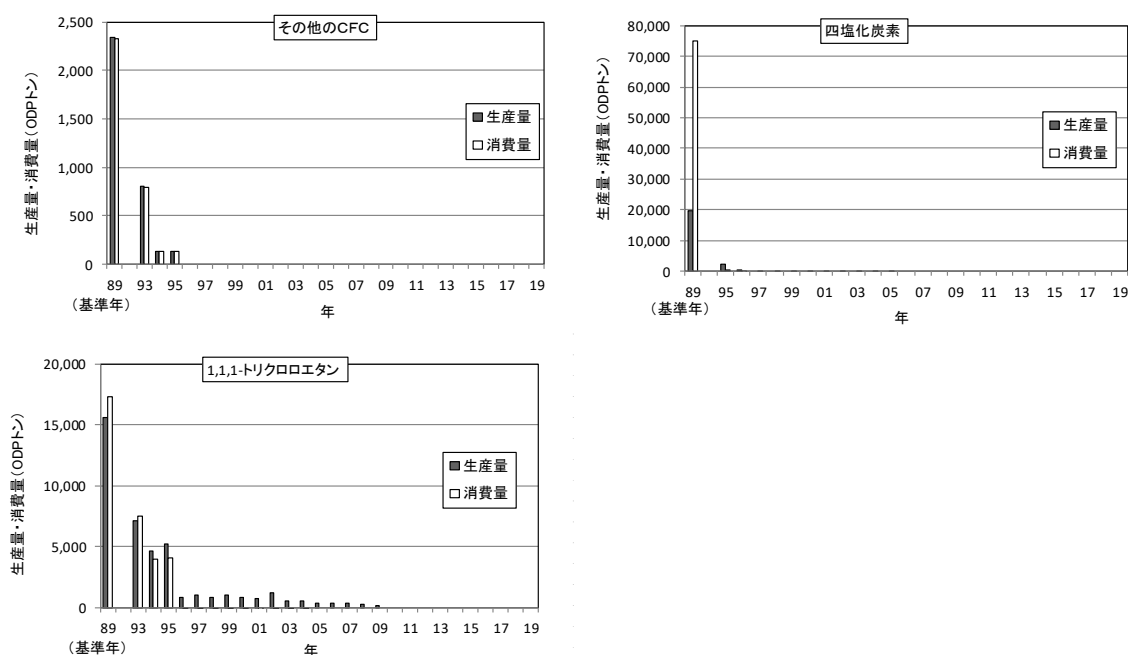 その他のCFC
生産量・消費量(ODPトン)
2,500
2,000
1,500
1,000
500
0
生産量
消費量
89 93 95 97 99 01 03 05 07 09 11 13 15 17 19
(基準年)
年
四塩化炭素
生産量・消費量(ODPトン)
80,000
70,000
60,000
50,000
40,000
30,000
20,000
10,000
0
生産量
消費量
89 95 97 99 01 03 05 07 09 11 13 15 17 19
(基準年)
年
1,1,1-トリクロロエタン
生産量・消費量(ODPトン)
20,000
15,000
10,000
5,000
0
生産量
消費量
89 93 95 97 99 01 03 05 07 09 11 13 15 17 19
(基準年)
年